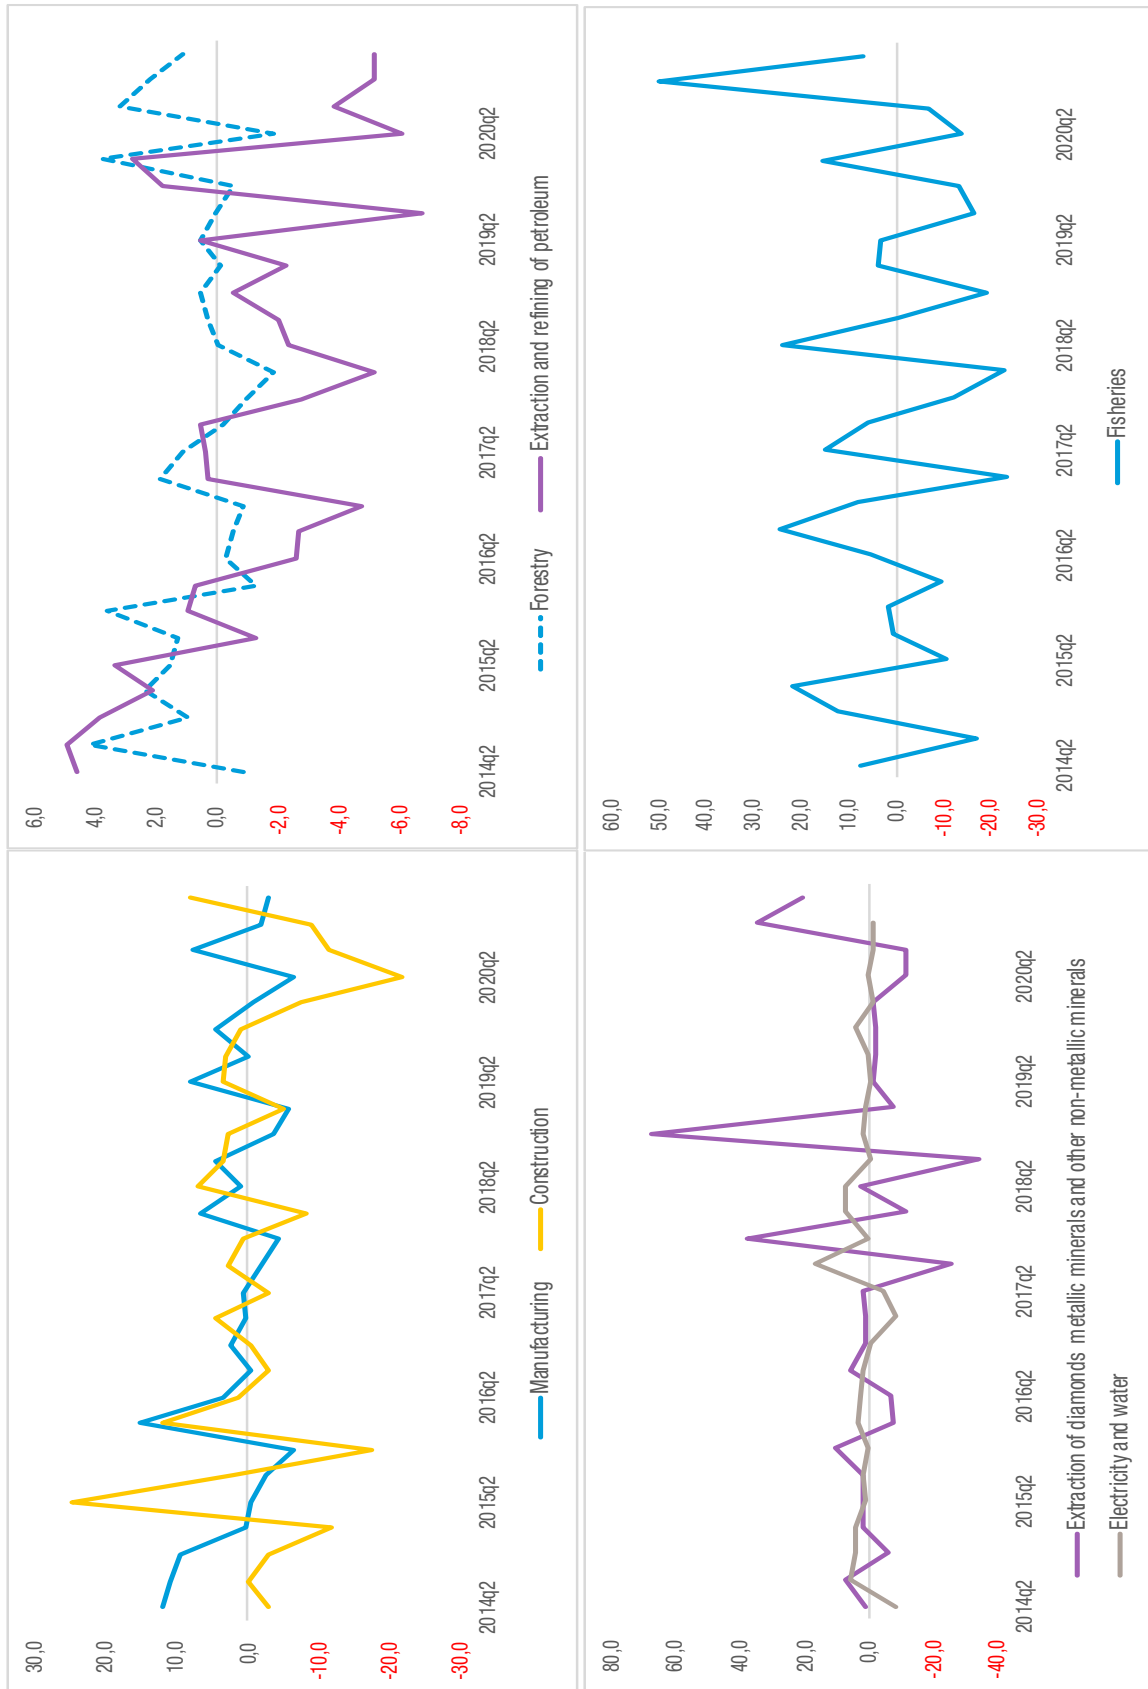 6,0
4,0
2,0
0,0
-2,0
-4,0
-6,0
-8,0
2014q2
2015q2
2016q2
2017q2
2018q2
2019q2
2020q2
Forestry
Extraction and refining of petroleum
60,0
50,0
40,0
30,0
20,0
10,0
0,0
-10,0
-20,0
-30,0
2014q2
2015q2
2016q2
2017q2
2018q2
2019q2
2020q2
Fisheries
30,0
20,0
10,0
0,0
-10,0
-20,0
-30,0
2014q2
2015q2
2016q2
2017q2
2018q2
2019q2
2020q2
Manufacturing
Construction
80,0
60,0
40,0
20,0
0,0
-20,0
-40,0
2014q2
2015q2
2016q2
2017q2
2018q2
2019q2
2020q2
Extraction of diamonds metallic minerals and other non-metallic minerals
Electricity and water